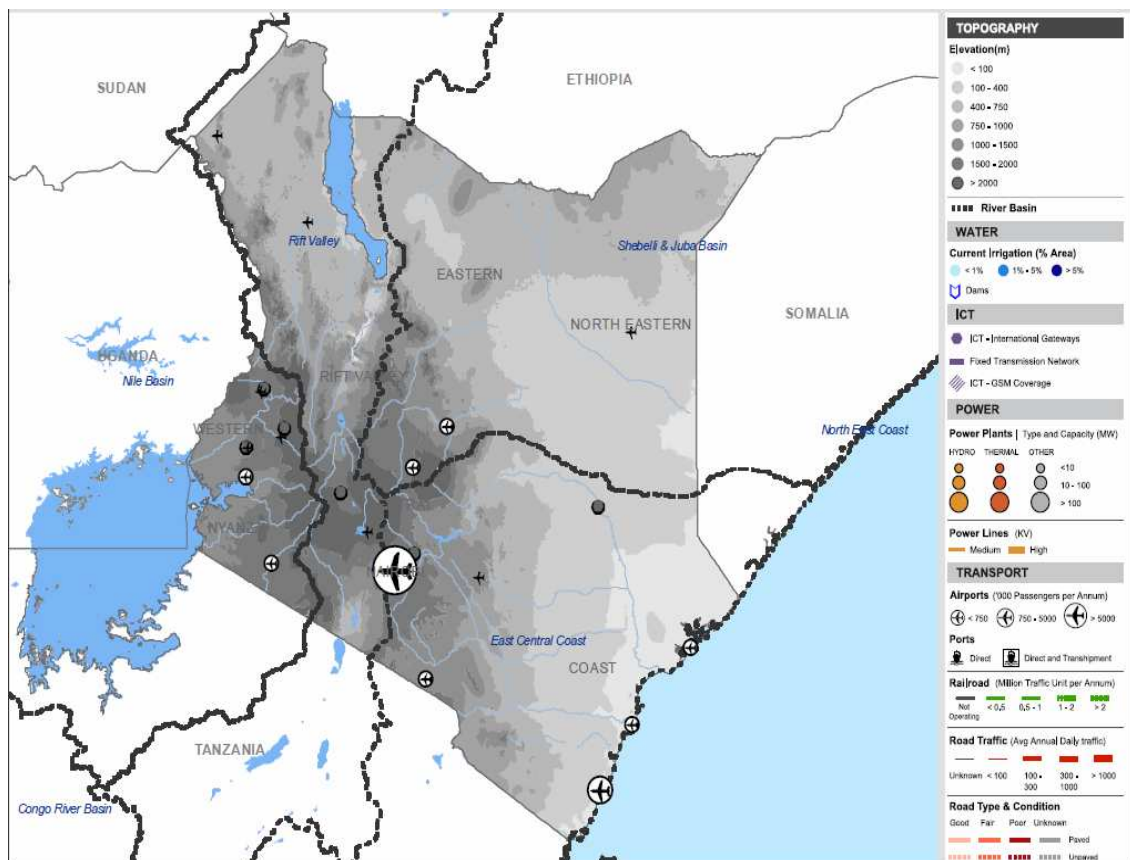 SUDAN
ETHIOPIA
Rift Valley
Shebelli & Juba Basin
EASTERN
NORTH EASTERN
SOMALIA
UGANDA
Nile Basin
RIFT VALLEY
WESTERN
North East Coast
NYANZ
East Central Coast
COAST
TANZANIA
Congo River Basin
TOPOGRAPHY
Elevation(m)
< 100
100 - 400
400 - 750
750 - 1000
1000 - 1500
1500 - 2000
> 2000
River Basin
WATER
Current Irrigation (% Area)
< 1% 1% - 5% > 5%
Dams
ICT
ICT - International Gateways
Fixed Transmission Network
ICT - GSM Coverage
POWER
Power Plants | Type and Capacity (MW)
HYDRO THERMAL OTHER
<10
10 - 100
> 100
Power Lines (KV)
Medium High
TRANSPORT
Airports ('000 Passengers per Annum)
< 750 750 - 5000 > 5000
Ports
Direct Direct and Transhipment
Railroad (Million Traffic Unit per Annum)
Not Operating < 0.5 0.5 - 1 1 - 2 > 2
Road Traffic (Avg Annual Daily traffic)
Unknown < 100 100 - 300 300 - 1000 > 1000
Road Type & Condition
Good Fair Poor Unknown
Paved
Unpaved